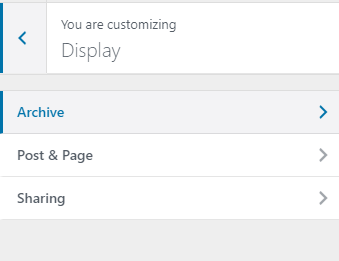 You are customizing
Display
Archive
Post & Page
Sharing